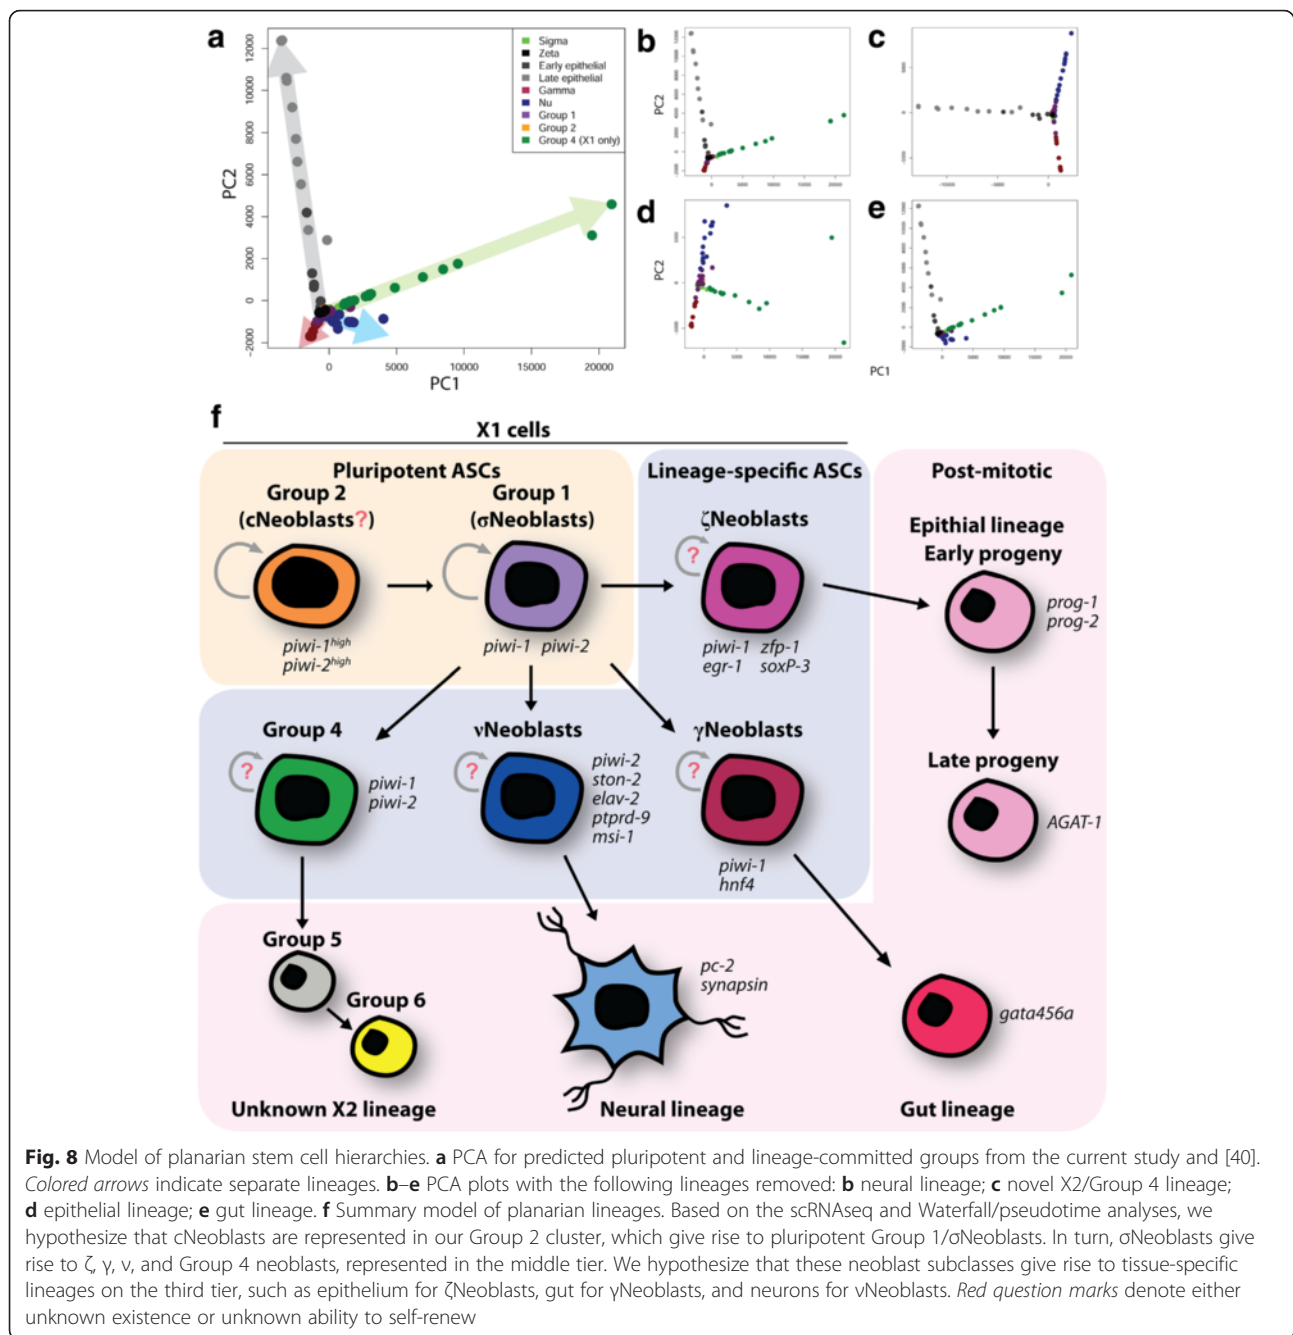 a
PC2
12000
10000
8000
6000
4000
2000
0
-2000
0
5000
10000
15000
20000
PC1
Sigma
Zeta
Early epithelial
Late epithelial
Gamma
Nu
Group 1
Group 2
Group 4 (X1 only)
b
PC2
0
5000
10000
15000
20000
c
d
PC2
e
PC1
f
X1 cells
Pluripotent ASCs
Lineage-specific ASCs
Post-mitotic
Group 2
(cNeoblasts?)
Group 1
(σNeoblasts)
ζNeoblasts
Epithial lineage
Early progeny
?
prog-1
prog-2
piwi-1high
piwi-2high
piwi-1 piwi-2
piwi-1 zfp-1
egr-1 soxP-3
Group 4
νNeoblasts
γNeoblasts
Late progeny
?
piwi-1
piwi-2
?
piwi-2
ston-2
elav-2
ptprd-9
msi-1
?
AGAT-1
piwi-1
hnf4
Group 5
Group 6
pc-2
synapsin
gata456a
Unknown X2 lineage
Neural lineage
Gut lineage
Fig. 8 Model of planarian stem cell hierarchies. a PCA for predicted pluripotent and lineage-committed groups from the current study and [40].
Colored arrows indicate separate lineages. b–e PCA plots with the following lineages removed: b neural lineage; c novel X2/Group 4 lineage;
d epithelial lineage; e gut lineage. f Summary model of planarian lineages. Based on the scRNAseq and Waterfall/pseudotime analyses, we
hypothesize that cNeoblasts are represented in our Group 2 cluster, which give rise to pluripotent Group 1/σNeoblasts. In turn, σNeoblasts give
rise to ζ, γ, ν, and Group 4 neoblasts, represented in the middle tier. We hypothesize that these neoblast subclasses give rise to tissue-specific
lineages on the third tier, such as epithelium for ζNeoblasts, gut for γNeoblasts, and neurons for νNeoblasts. Red question marks denote either
unknown existence or unknown ability to self-renew